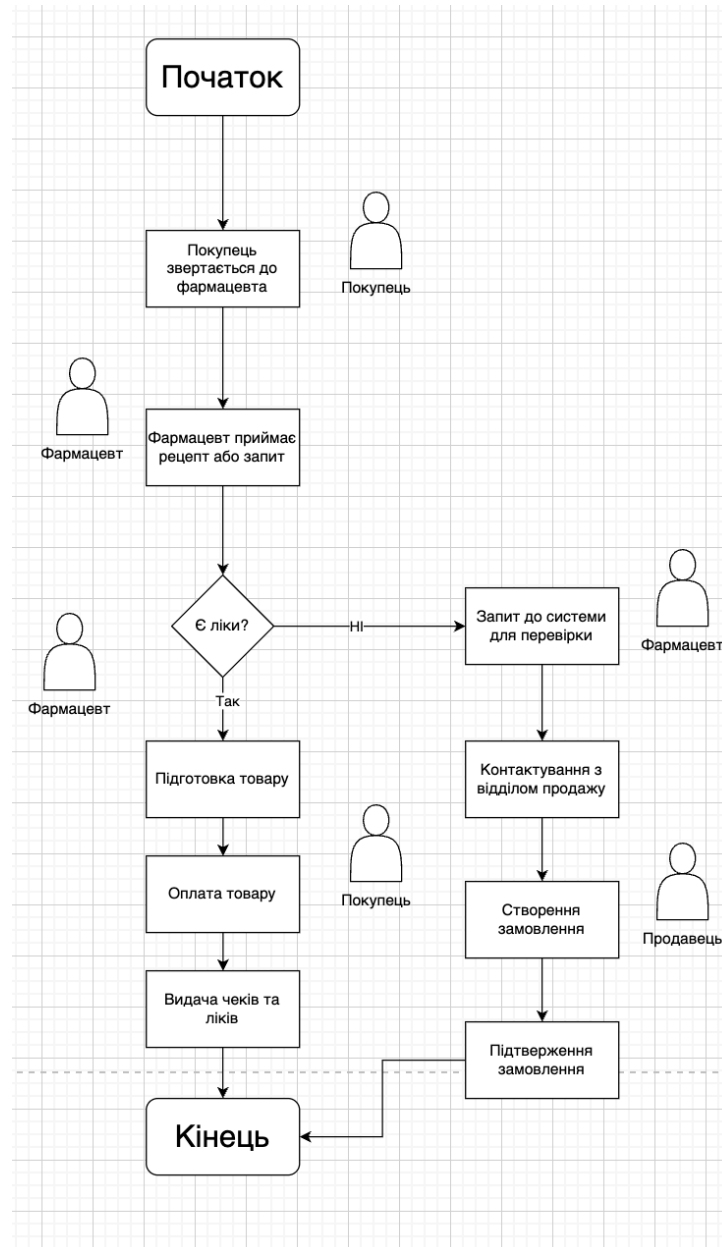 Початок
Покупець
звертається до
фармацевта
Покупець
Фармацевт
Фармацевт приймає
рецепт або запит
Є ліки?
НІ
Запит до системи
для перевірки
Фармацевт
Фармацевт
Так
Підготовка товару
Контактування з
відділом продажу
Оплата товару
Покупець
Створення
замовлення
Продавець
Видача чеків та
ліків
Підтверження
замовлення
Кінець